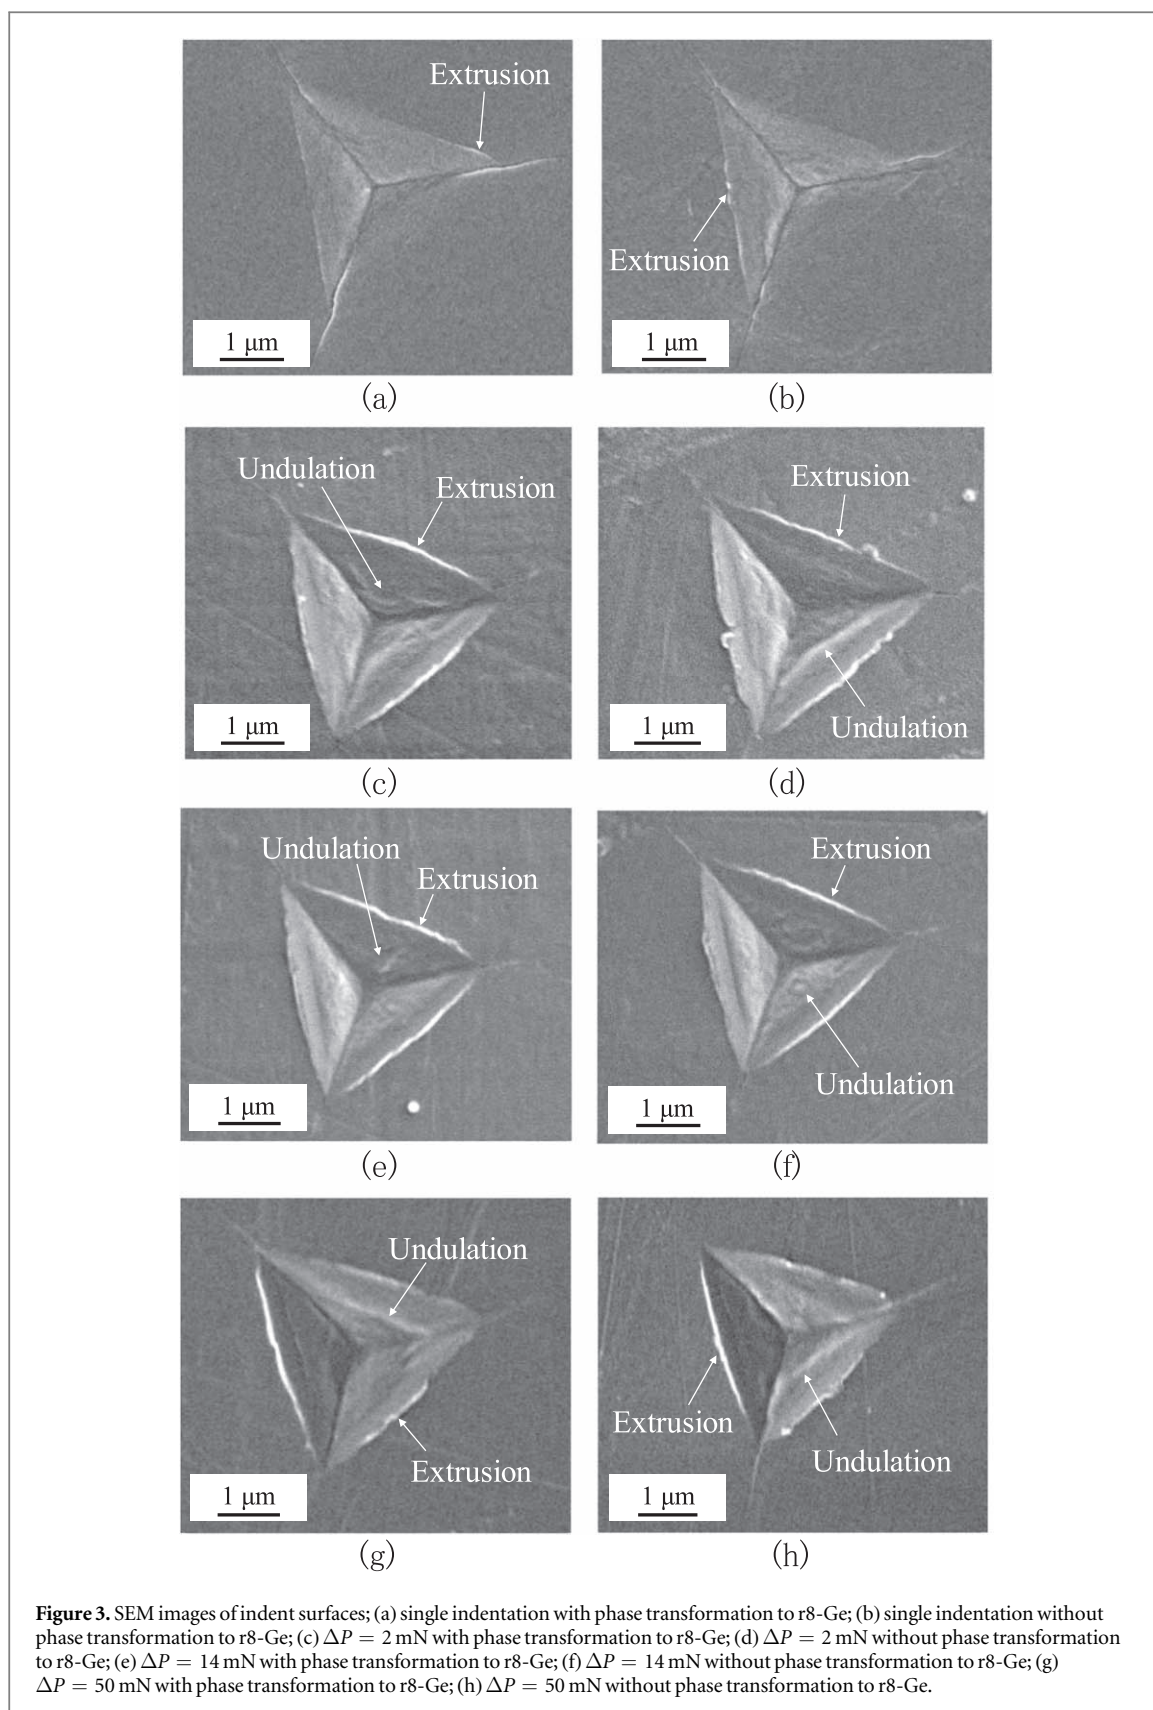 Extrusion
Extrusion
1 μm
1 μm
(a)
(b)
Undulation
Extrusion
Extrusion
Undulation
1 μm
1 μm
(c)
(d)
Undulation
Extrusion
Extrusion
Undulation
1 μm
1 μm
(e)
(f)
Undulation
Extrusion
Extrusion
Undulation
1 μm
1 μm
(g)
(h)
Figure 3. SEM images of indent surfaces; (a) single indentation with phase transformation to r8-Ge; (b) single indentation without
phase transformation to r8-Ge; (c) ΔP = 2 mN with phase transformation to r8-Ge; (d) ΔP = 2 mN without phase transformation
to r8-Ge; (e) ΔP = 14 mN with phase transformation to r8-Ge; (f) ΔP = 14 mN without phase transformation to r8-Ge; (g)
ΔP = 50 mN with phase transformation to r8-Ge; (h) ΔP = 50 mN without phase transformation to r8-Ge.